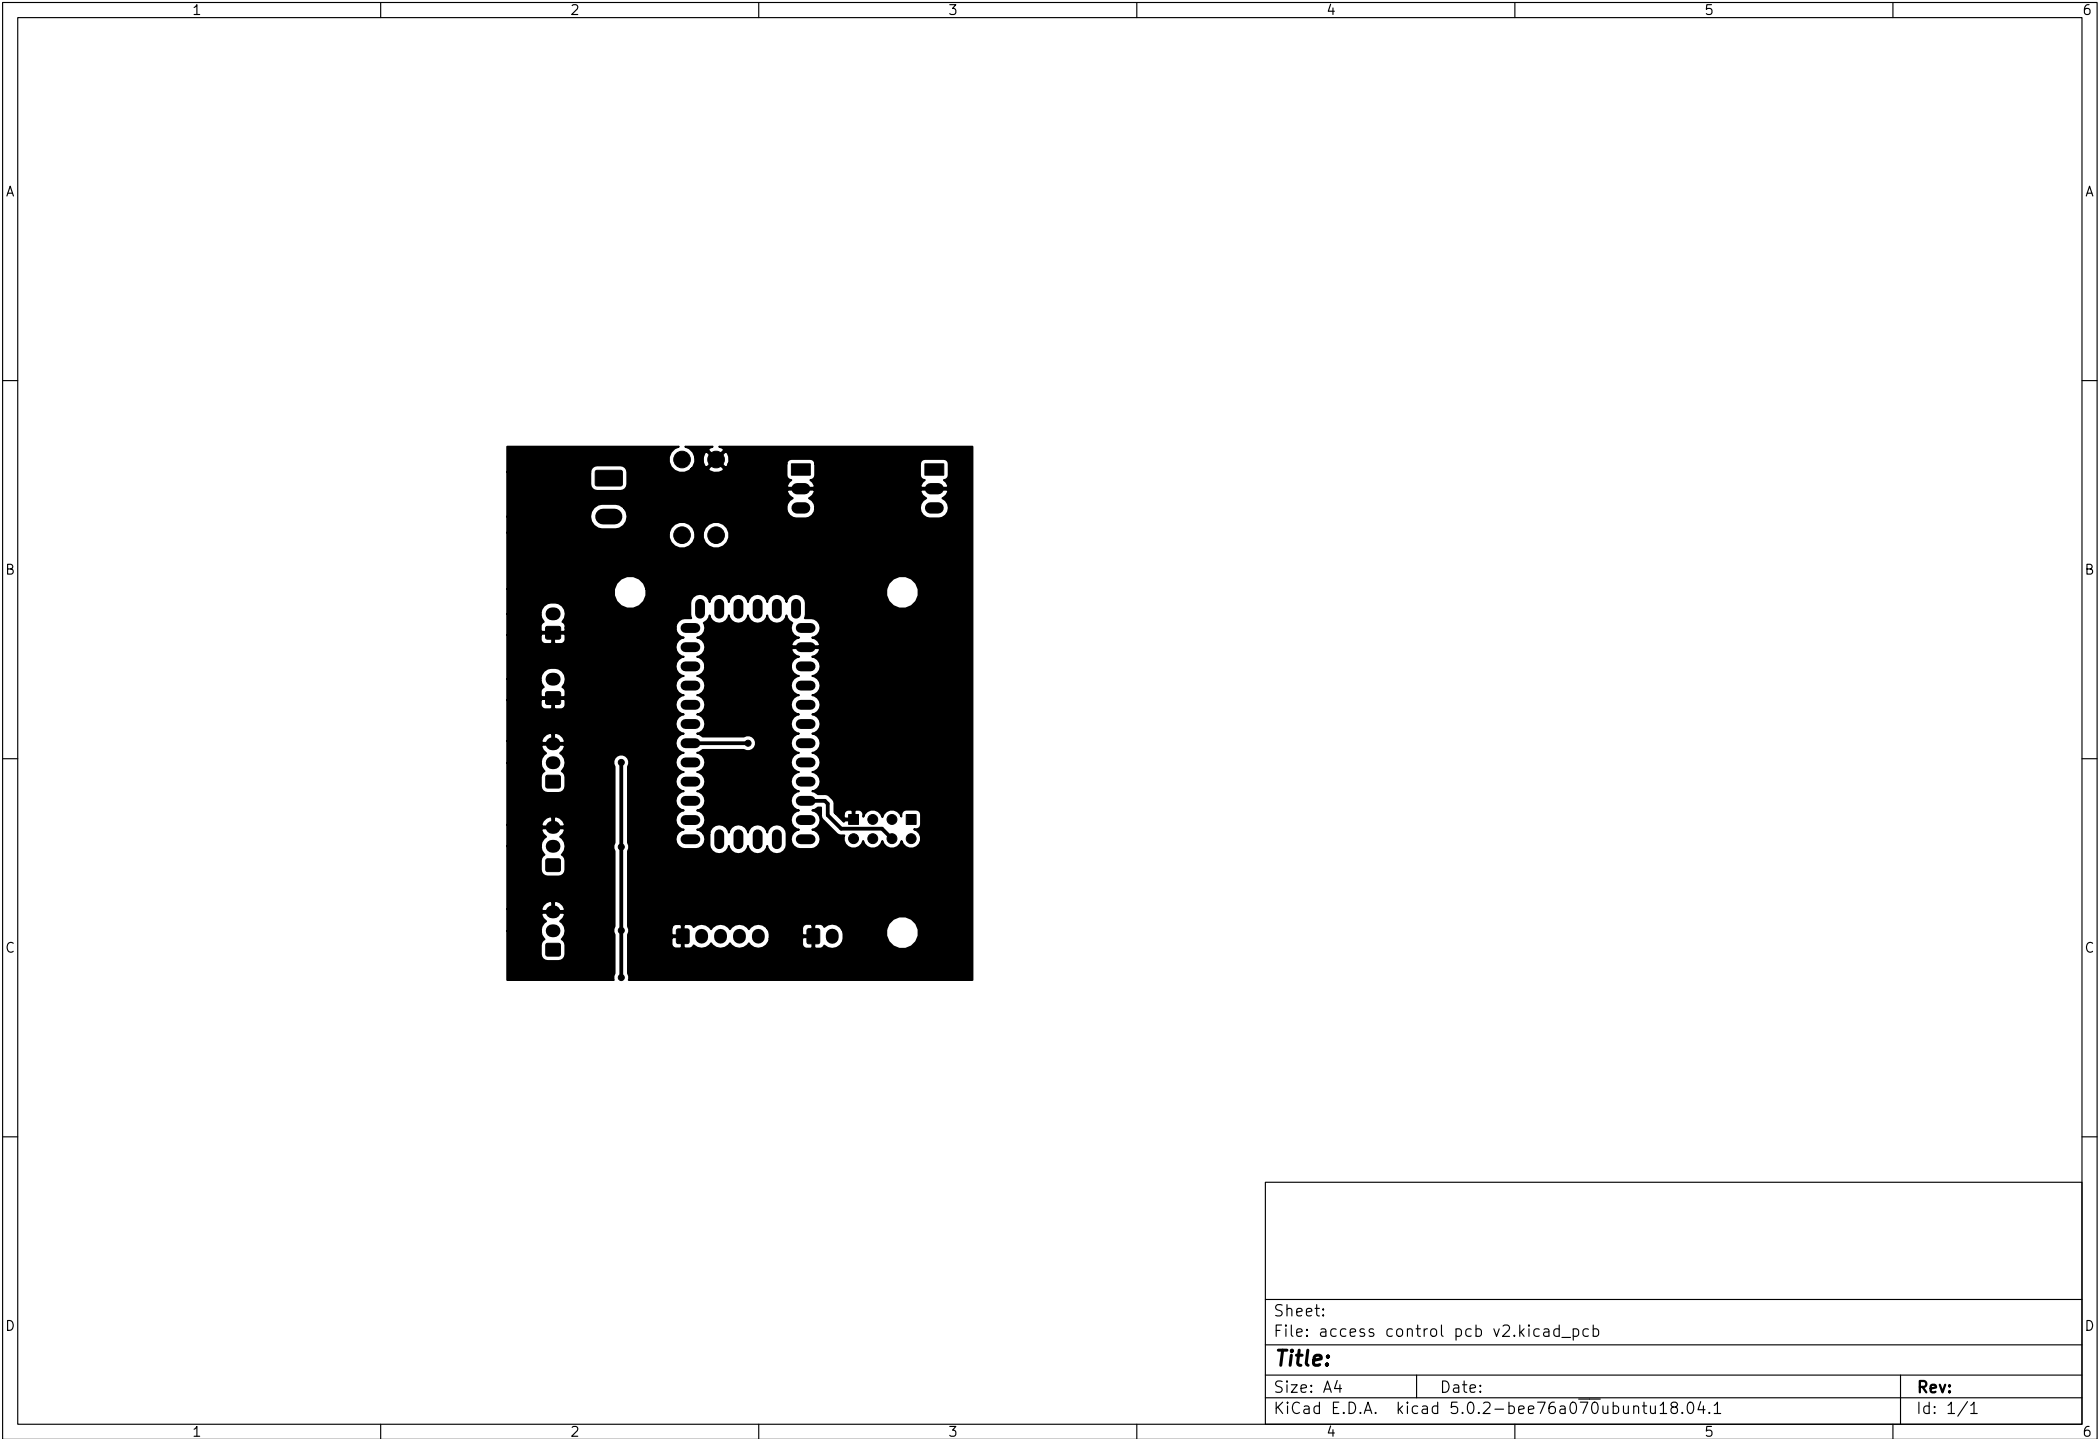 1 2 3 4 5 6
A A
B B
C C
D D
Sheet:
File: access control pcb v2.kicad_pcb
Title:
Size: A4 Date: Rev:
KiCad E.D.A. kicad 5.0.2-bee76a070ubuntu18.04.1 Id: 1/1
1 2 3 4 5 6